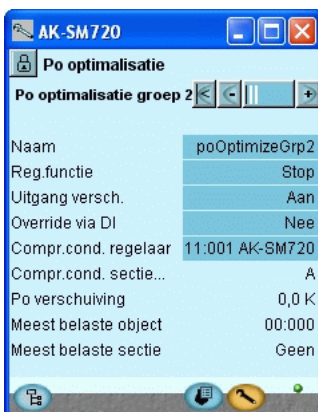 AK-SM720
Po optimalisatie
Po optimalisatie groep 2
Naam poOptimizeGrp2
Reg.functie Stop
Uitgang versch. Aan
Override via DI Nee
Compr.cond. regelaar 11:001 AK-SM720
Compr.cond. sectie... A
Po verschuiving 0,0 K
Meest belaste object 00:000
Meest belaste sectie Geen